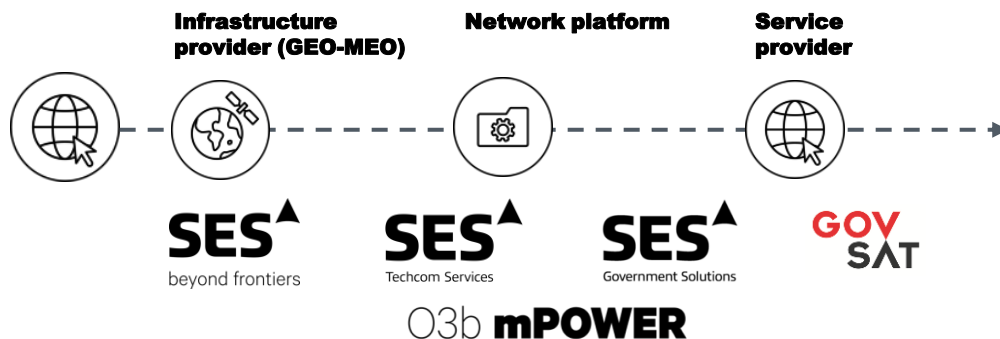 Infrastructure
provider (GEO-MEO)
Network platform
Service
provider
SES
beyond frontiers
SES
Techcom Services
SES
Government Solutions
GOV
SAT
O3b mPOWER